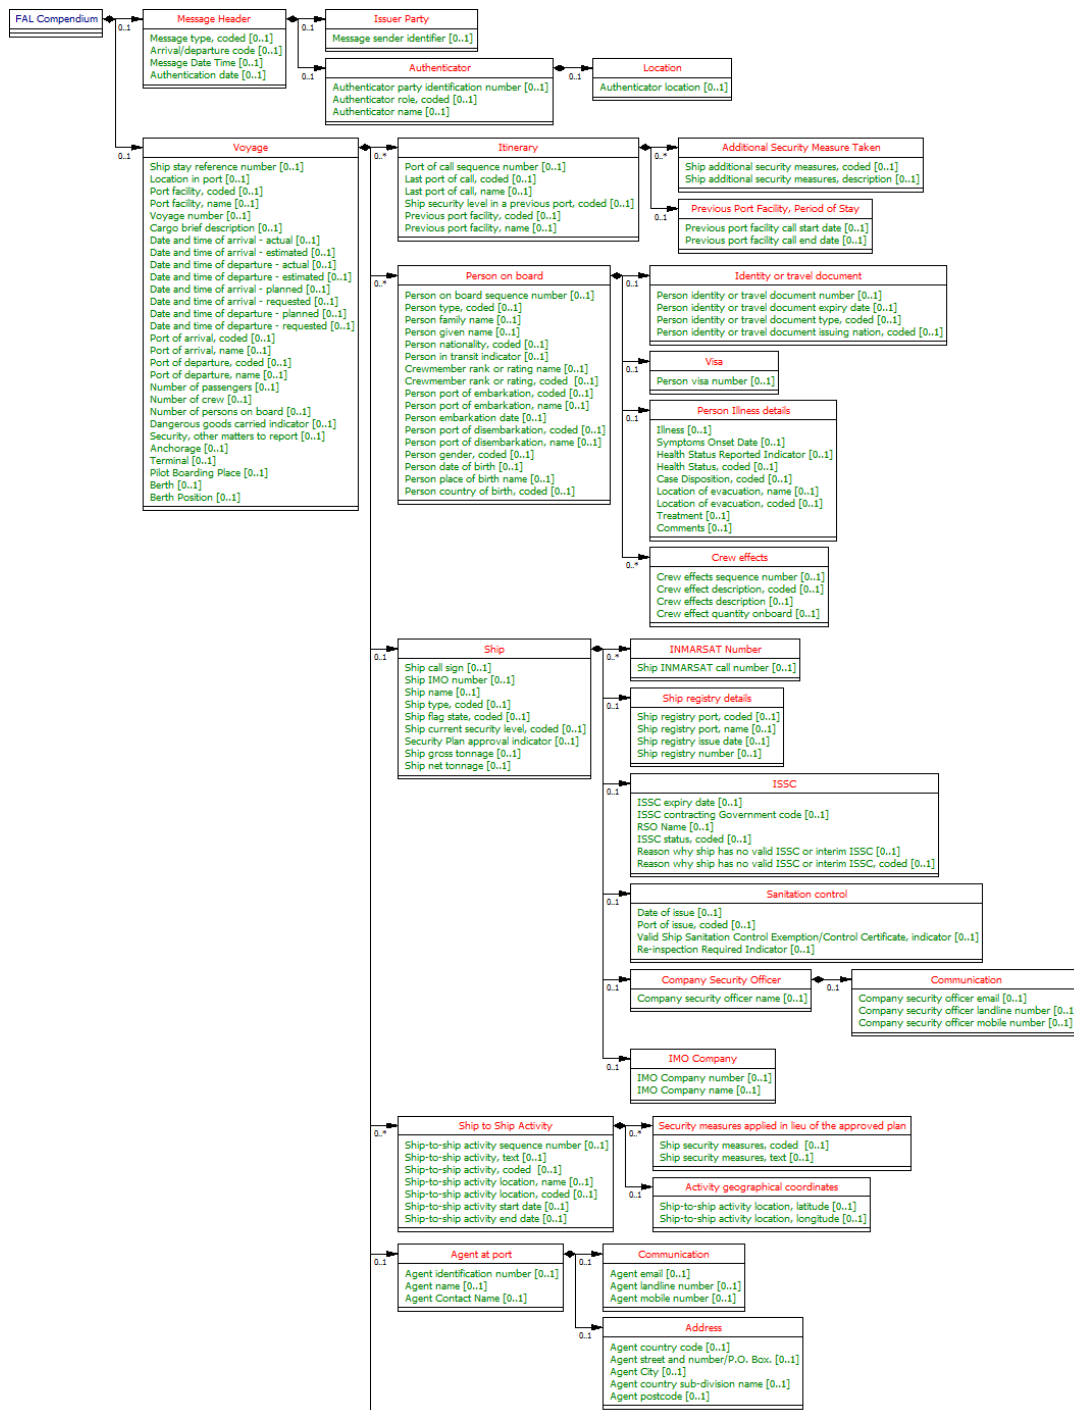 FAL Compendium
0..1
Message Header
Message type, coded [0..1]
Arrival/departure code [0..1]
Message Date Time [0..1]
Authentication date [0..1]
0..1
Issuer Party
Message sender identifier [0..1]
0..1
Authenticator
Authenticator party identification number [0..1]
Authenticator role, coded [0..1]
Authenticator name [0..1]
0..1
Location
Authenticator location [0..1]
0..1
Voyage
Ship stay reference number [0..1]
Location in port [0..1]
Port facility, coded [0..1]
Port facility, name [0..1]
Voyage number [0..1]
Cargo brief description [0..1]
Date and time of arrival - actual [0..1]
Date and time of arrival - estimated [0..1]
Date and time of departure - actual [0..1]
Date and time of departure - estimated [0..1]
Date and time of arrival - planned [0..1]
Date and time of arrival - requested [0..1]
Date and time of departure - planned [0..1]
Date and time of departure - requested [0..1]
Port of arrival, coded [0..1]
Port of arrival, name [0..1]
Port of departure, coded [0..1]
Port of departure, name [0..1]
Number of passengers [0..1]
Number of crew [0..1]
Number of persons on board [0..1]
Dangerous goods carried indicator [0..1]
Security, other matters to report [0..1]
Anchorage [0..1]
Terminal [0..1]
Pilot Boarding Place [0..1]
Berth [0..1]
Berth Position [0..1]
0..*
Itinerary
Port of call sequence number [0..1]
Last port of call, coded [0..1]
Last port of call, name [0..1]
Ship security level in a previous port, coded [0..1]
Previous port facility, coded [0..1]
Previous port facility, name [0..1]
0..*
Additional Security Measure Taken
Ship additional security measures, coded [0..1]
Ship additional security measures, description [0..1]
0..1
Previous Port Facility, Period of Stay
Previous port facility call start date [0..1]
Previous port facility call end date [0..1]
0..*
Person on board
Person on board sequence number [0..1]
Person type, coded [0..1]
Person family name [0..1]
Person given name [0..1]
Person nationality, coded [0..1]
Person in transit indicator [0..1]
Crewmember rank or rating name [0..1]
Crewmember rank or rating, coded [0..1]
Person port of embarkation, coded [0..1]
Person port of embarkation, name [0..1]
Person embarkation date [0..1]
Person port of disembarkation, coded [0..1]
Person port of disembarkation, name [0..1]
Person gender, coded [0..1]
Person date of birth [0..1]
Person place of birth name [0..1]
Person country of birth, coded [0..1]
0..1
Identity or travel document
Person identity or travel document number [0..1]
Person identity or travel document expiry date [0..1]
Person identity or travel document type, coded [0..1]
Person identity or travel document issuing nation, coded [0..1]
0..1
Visa
Person visa number [0..1]
0..1
Person Illness details
Illness [0..1]
Symptoms Onset Date [0..1]
Health Status Reported Indicator [0..1]
Health Status, coded [0..1]
Case Disposition, coded [0..1]
Location of evacuation, name [0..1]
Location of evacuation, coded [0..1]
Treatment [0..1]
Comments [0..1]
0..*
Crew effects
Crew effects sequence number [0..1]
Crew effect description, coded [0..1]
Crew effects description [0..1]
Crew effect quantity onboard [0..1]
0..1
Ship
Ship call sign [0..1]
Ship IMO number [0..1]
Ship name [0..1]
Ship type, coded [0..1]
Ship flag state, coded [0..1]
Ship current security level, coded [0..1]
Security Plan approval indicator [0..1]
Ship gross tonnage [0..1]
Ship net tonnage [0..1]
0..*
INMARSAT Number
Ship INMARSAT call number [0..1]
0..1
Ship registry details
Ship registry port, coded [0..1]
Ship registry port, name [0..1]
Ship registry issue date [0..1]
Ship registry number [0..1]
0..1
ISSC
ISSC expiry date [0..1]
ISSC contracting Government code [0..1]
RSO Name [0..1]
ISSC status, coded [0..1]
Reason why ship has no valid ISSC or interim ISSC [0..1]
Reason why ship has no valid ISSC or interim ISSC, coded [0..1]
0..1
Sanitation control
Date of issue [0..1]
Port of issue, coded [0..1]
Valid Ship Sanitation Control Exemption/Control Certificate, indicator [0..1]
Re-inspection Required Indicator [0..1]
0..1
Company Security Officer
Company security officer name [0..1]
0..1
Communication
Company security officer email [0..1]
Company security officer landline number [0..1
Company security officer mobile number [0..1]
0..1
IMO Company
IMO Company number [0..1]
IMO Company name [0..1]
0..*
Ship to Ship Activity
Ship-to-ship activity sequence number [0..1]
Ship-to-ship activity, text [0..1]
Ship-to-ship activity, coded [0..1]
Ship-to-ship activity location, name [0..1]
Ship-to-ship activity location, coded [0..1]
Ship-to-ship activity start date [0..1]
Ship-to-ship activity end date [0..1]
0..*
Security measures applied in lieu of the approved plan
Ship security measures, coded [0..1]
Ship security measures, text [0..1]
0..1
Activity geographical coordinates
Ship-to-ship activity location, latitude [0..1]
Ship-to-ship activity location, longitude [0..1]
0..1
Agent at port
Agent identification number [0..1]
Agent name [0..1]
Agent Contact Name [0..1]
0..1
Communication
Agent email [0..1]
Agent landline number [0..1]
Agent mobile number [0..1]
0..1
Address
Agent country code [0..1]
Agent street and number/P.O. Box. [0..1]
Agent City [0..1]
Agent country sub-division name [0..1]
Agent postcode [0..1]